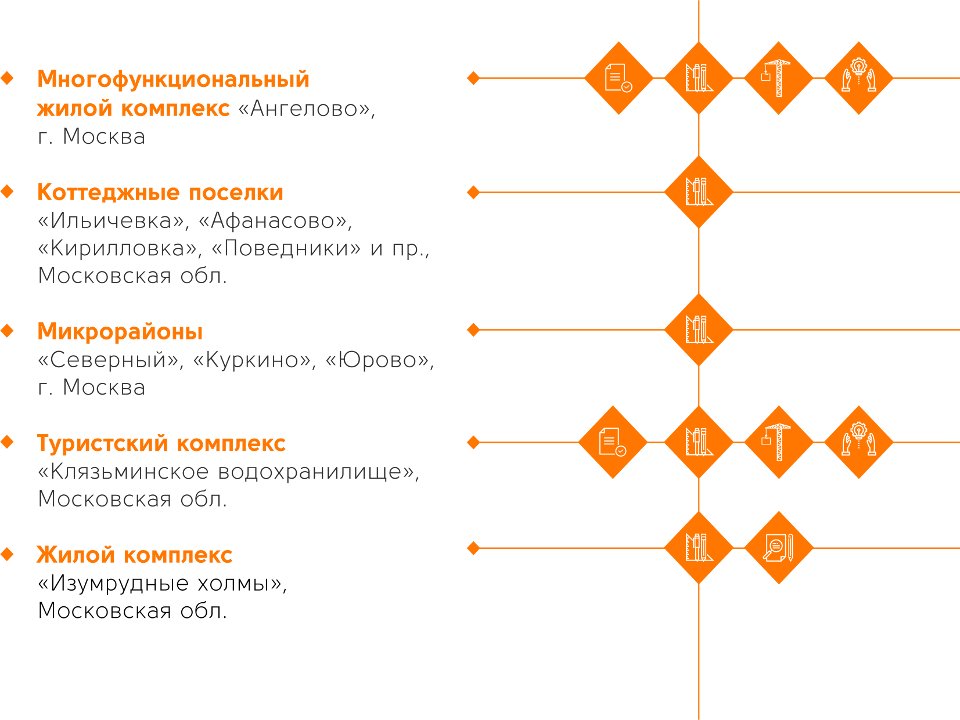 Многофункциональный
жилой комплекс «Ангелово»,
г. Москва
Коттеджные поселки
«Ильичевка», «Афанасово»,
«Кирилловка», «Поведники» и пр.,
Московская обл.
Микрорайоны
«Северный», «Куркино», «Юрово»,
г. Москва
Туристский комплекс
«Клязьминское водохранилище»,
Московская обл.
Жилой комплекс
«Изумрудные холмы»,
Московская обл.